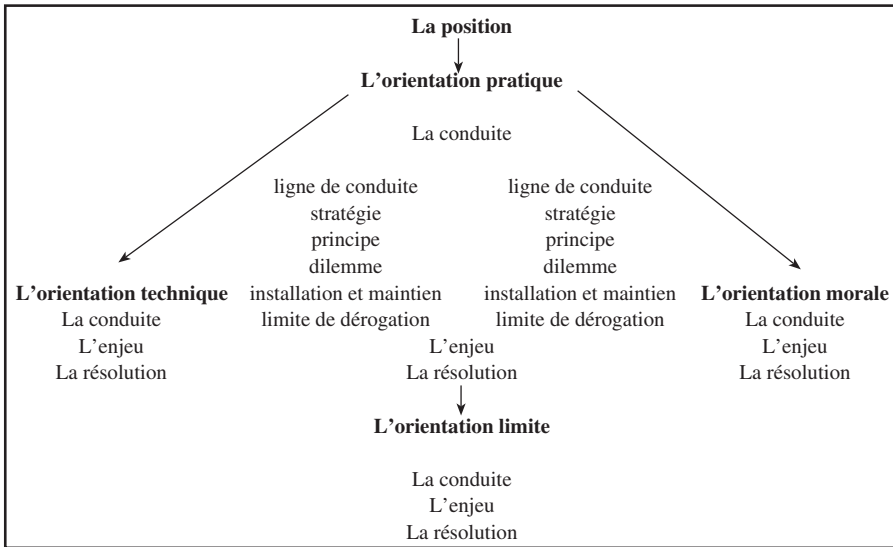 La position
L'orientation pratique
La conduite
ligne de conduite ligne de conduite
stratégie stratégie
principe principe
dilemme dilemme
L'orientation technique installation et maintien installation et maintien L'orientation morale
La conduite limite de dérogation limite de dérogation La conduite
L'enjeu L'enjeu L'enjeu
La résolution La résolution La résolution
L'orientation limite
La conduite
L'enjeu
La résolution